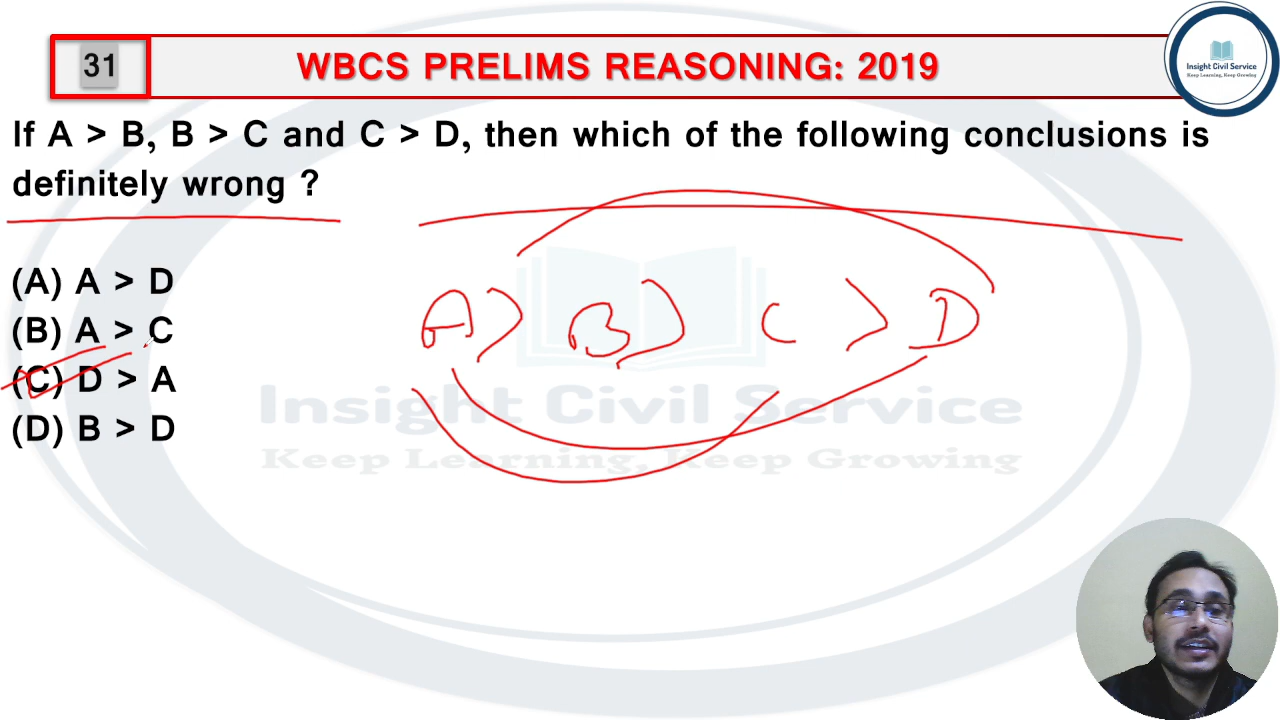 31
WBCS PRELIMS REASONING: 2019
Insight Civil Service
Keep Learning, Keep Growing
If A > B, B > C and C > D, then which of the following conclusions is
definitely wrong ?
(A) A > D
(B) A > C
(C) D > A
(D) B > D
A > B > C > D
Insight Civil Service
Keep Learning, Keep Growing